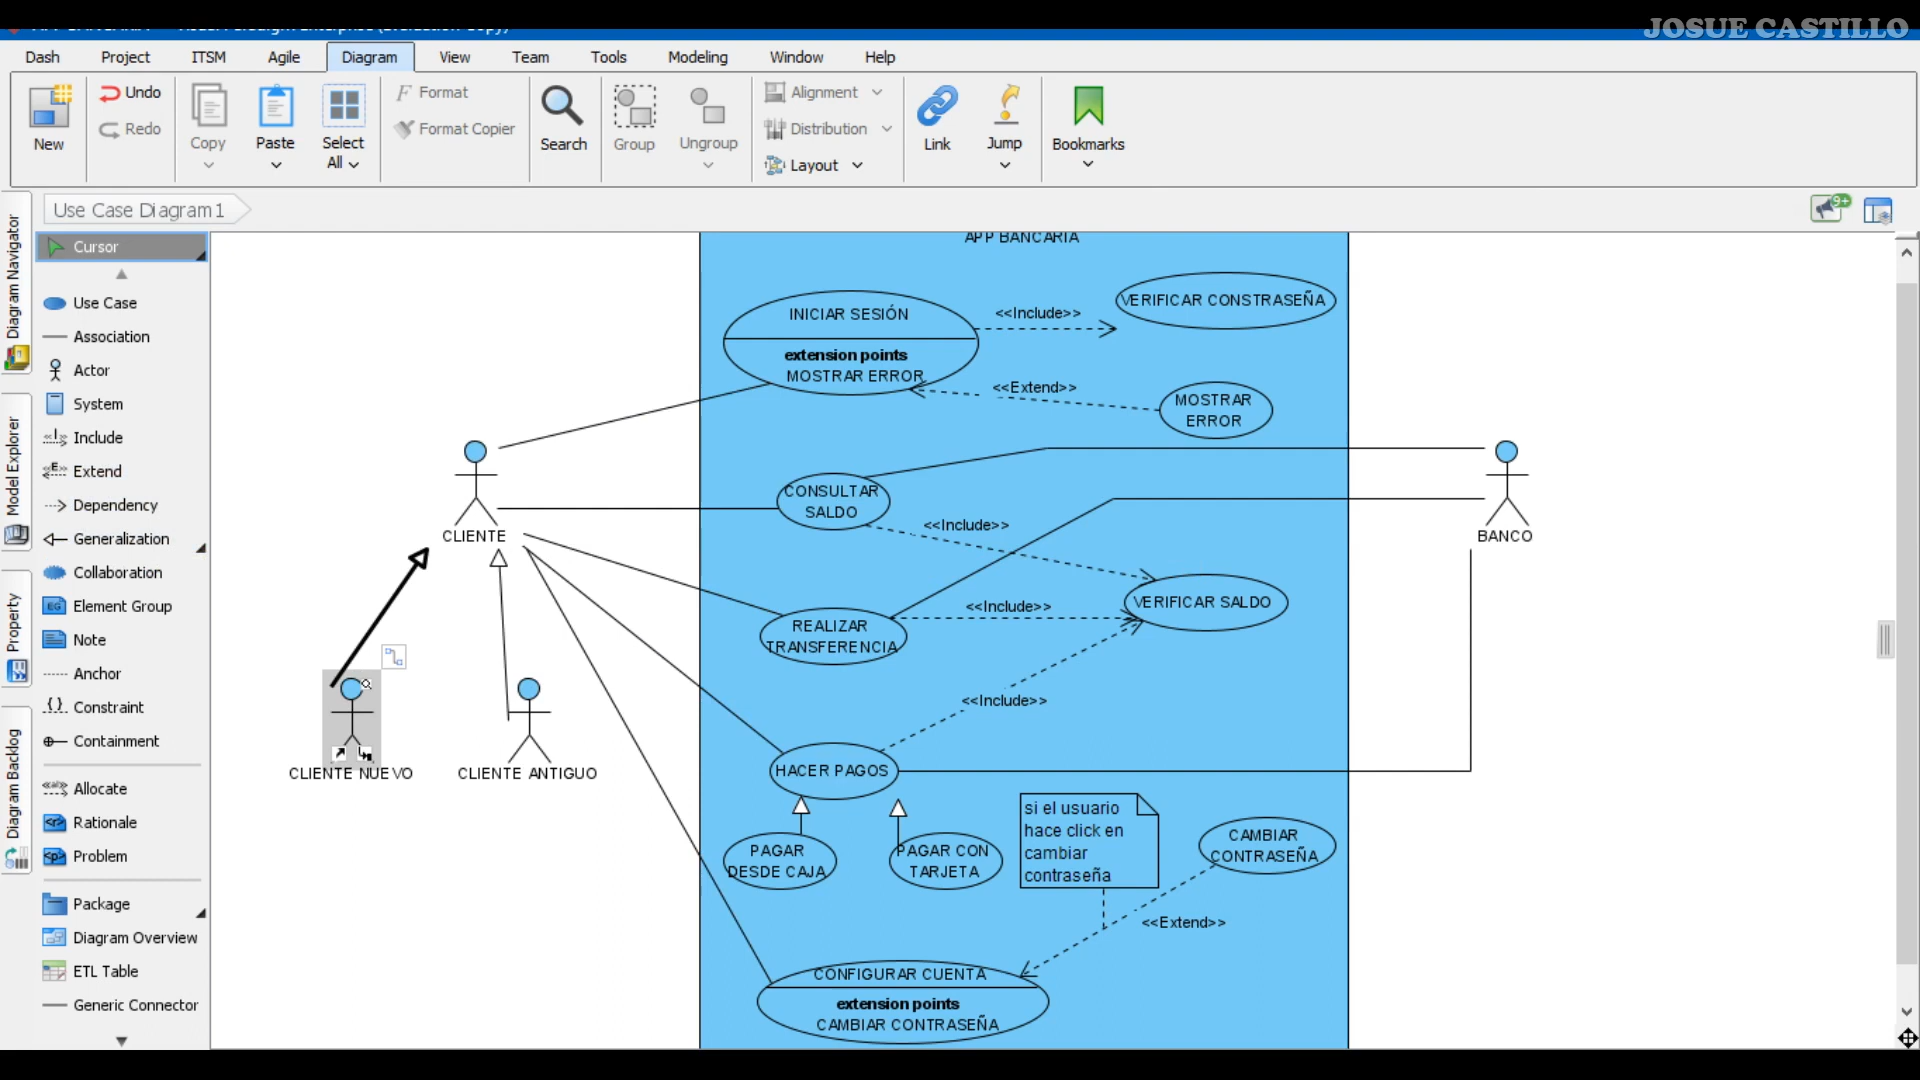 JOSUE CASTILLO
Dash
Project
ITSM
Agile
Diagram
View
Team
Tools
Modeling
Window
Help
New
Undo
Redo
Copy
Paste
Select
All
Format
Format Copier
Search
Group
Ungroup
Alignment
Distribution
Layout
Link
Jump
Bookmarks
Use Case Diagram1
9+
Diagram Navigator
Model Explorer
Property
Diagram Backlog
Cursor
Use Case
Association
Actor
System
Include
Extend
Dependency
Generalization
Collaboration
Element Group
Note
Anchor
Constraint
Containment
Allocate
Rationale
Problem
Package
Diagram Overview
ETL Table
Generic Connector
APP BANCARIA
INICIAR SESIÓN
extension points
MOSTRAR ERROR
<<Include>>
VERIFICAR CONSTRASEÑA
<<Extend>>
MOSTRAR
ERROR
CLIENTE
CONSULTAR
SALDO
<<Include>>
BANCO
VERIFICAR SALDO
<<Include>>
REALIZAR
TRANSFERENCIA
<<Include>>
CLIENTE NUEVO
CLIENTE ANTIGUO
HACER PAGOS
PAGAR
DESDE CAJA
PAGAR CON
TARJETA
si el usuario
hace click en
cambiar
contraseña
CAMBIAR
CONTRASEÑA
<<Extend>>
CONFIGURAR CUENTA
extension points
CAMBIAR CONTRASEÑA